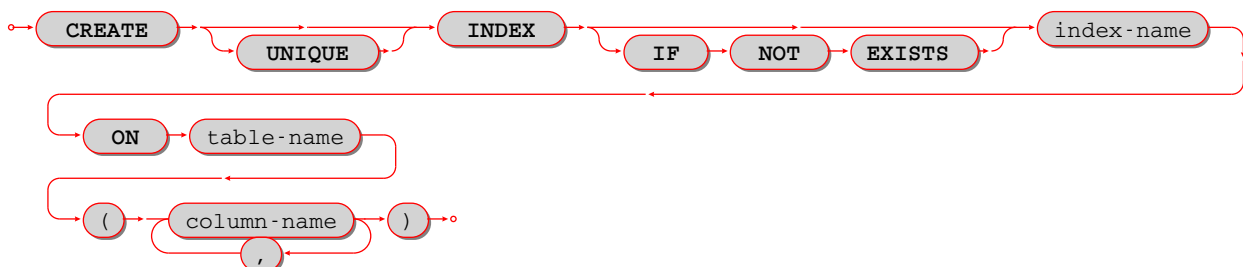 CREATE UNIQUE INDEX IF NOT EXISTS index-name
ON table-name
( column-name )
,